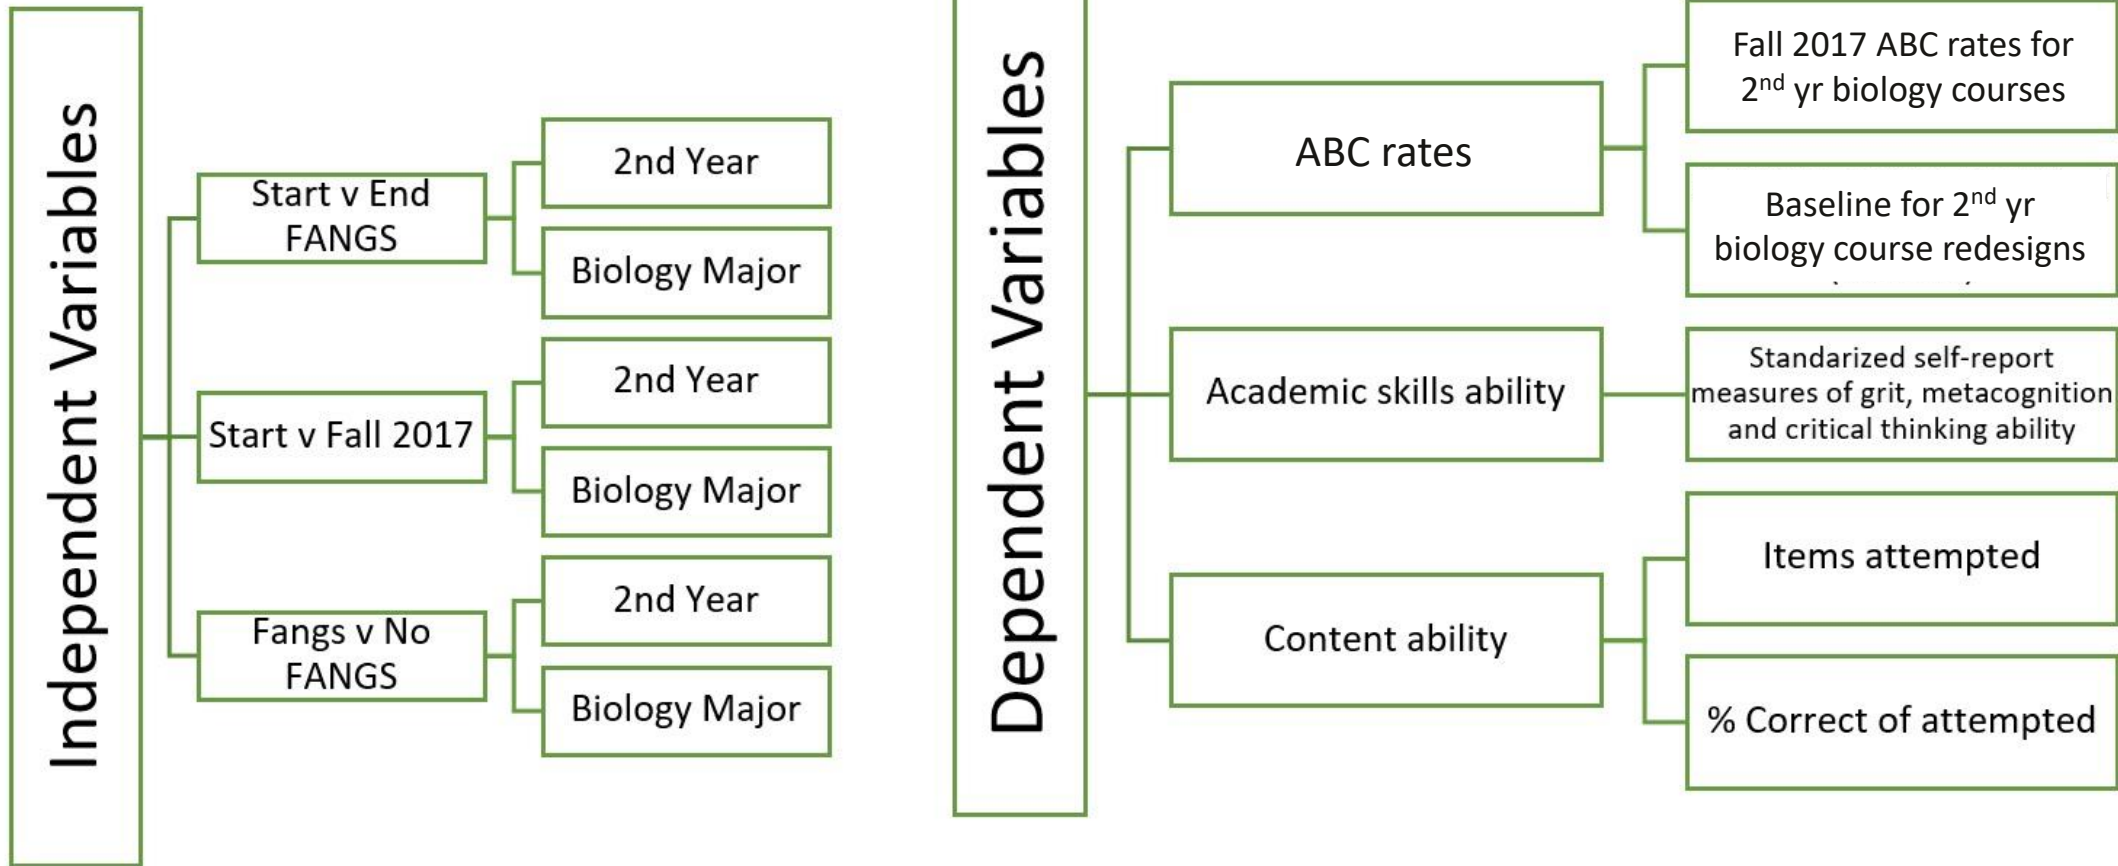 Independent Variables
Start v End
FANGS
2nd Year
Biology Major
Start v Fall 2017
2nd Year
Biology Major
Fangs v No
FANGS
2nd Year
Biology Major
Dependent Variables
ABC rates
Fall 2017 ABC rates for
2nd yr biology courses
Baseline for 2nd yr
biology course redesigns
Academic skills ability
Standarized self-report
measures of grit, metacognition
and critical thinking ability
Content ability
Items attempted
% Correct of attempted